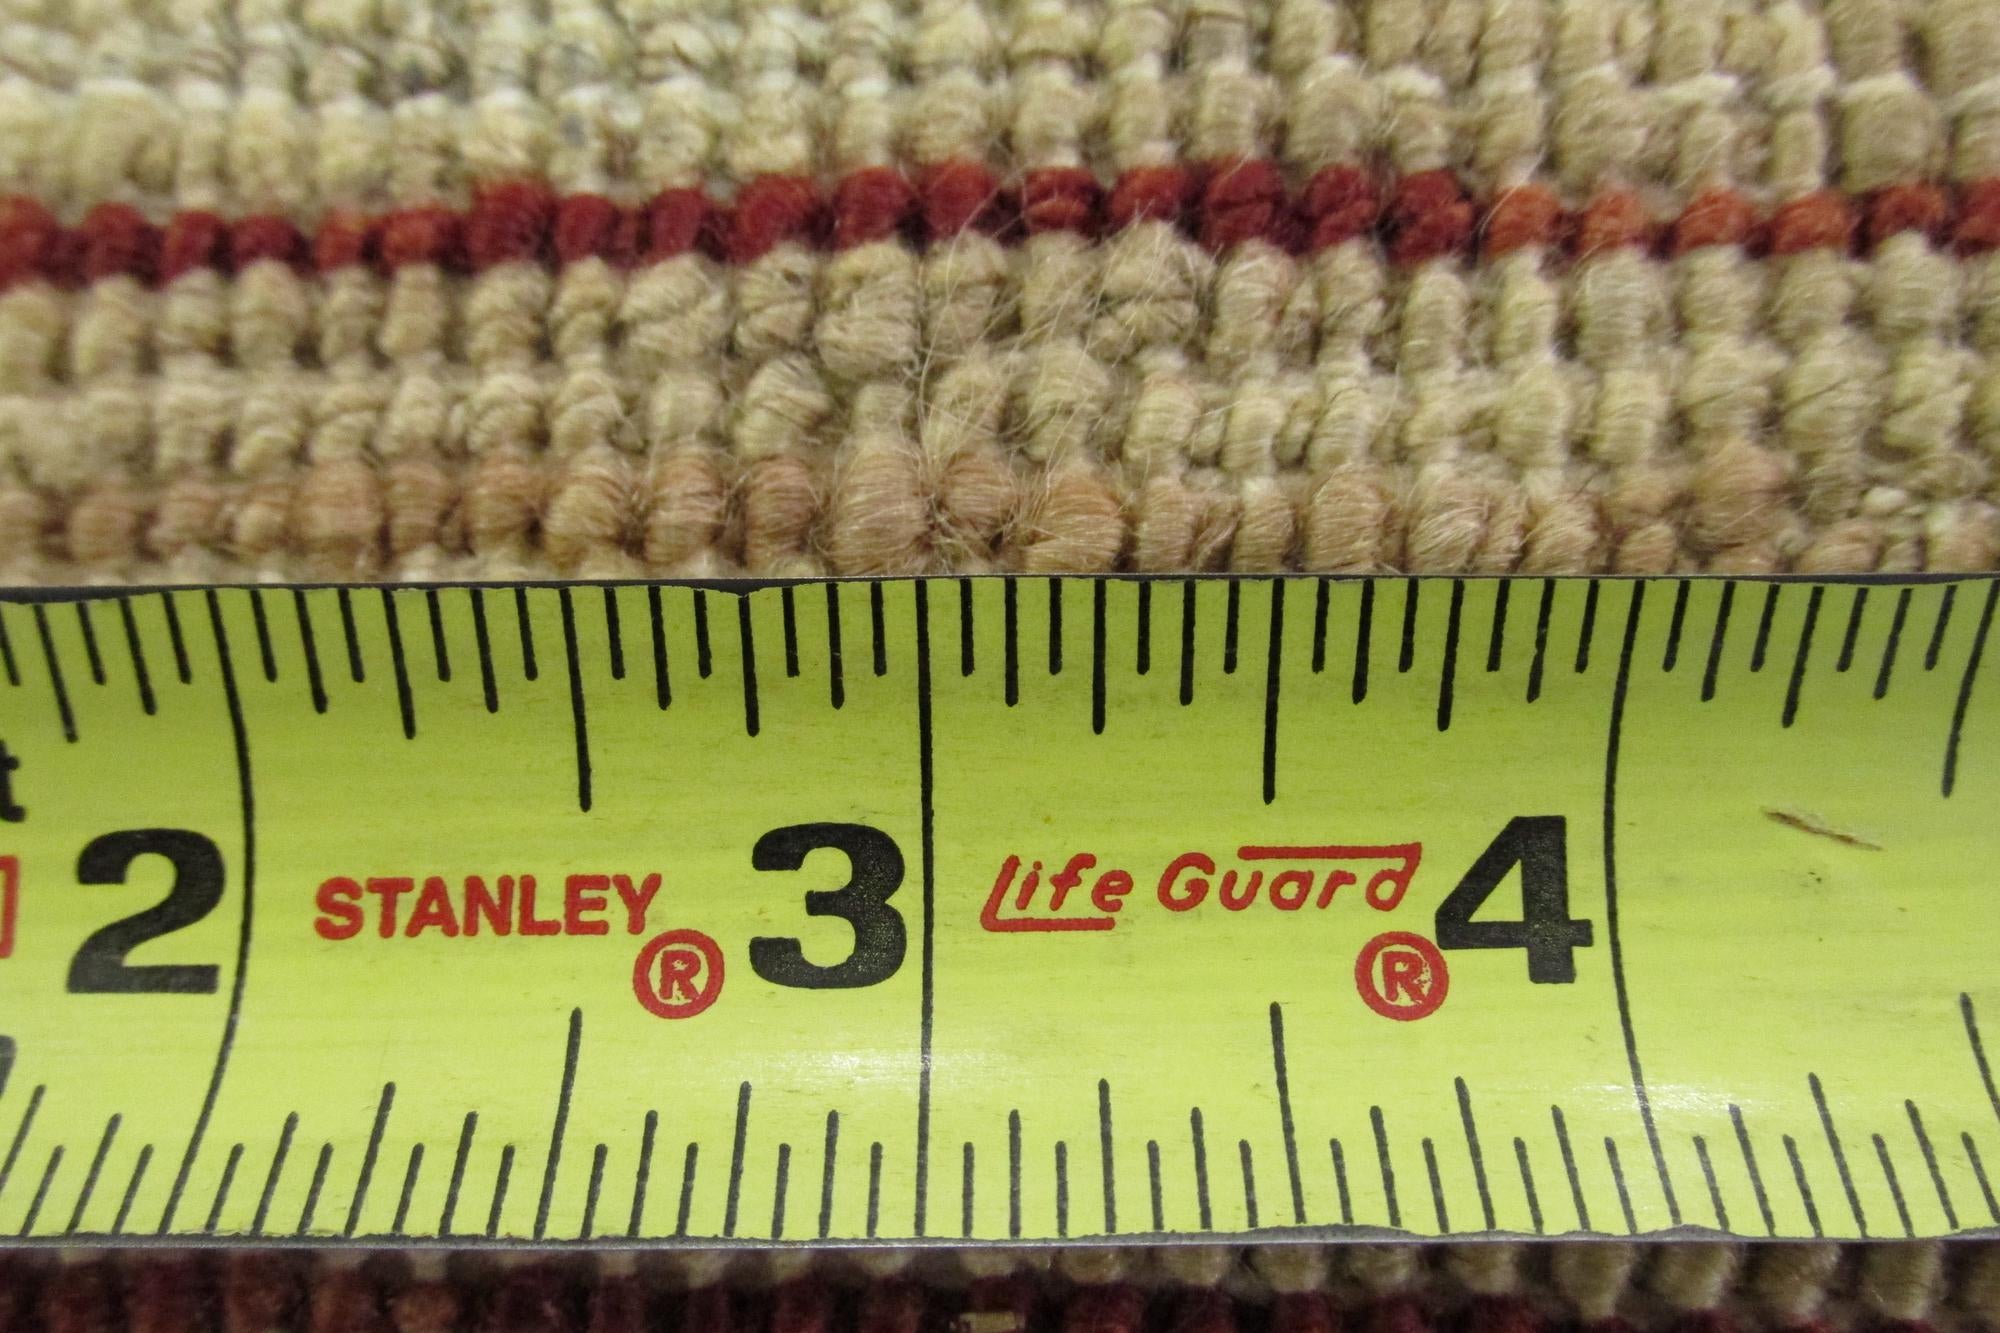 t
2 STANLEY® 3 Life Guard® 4